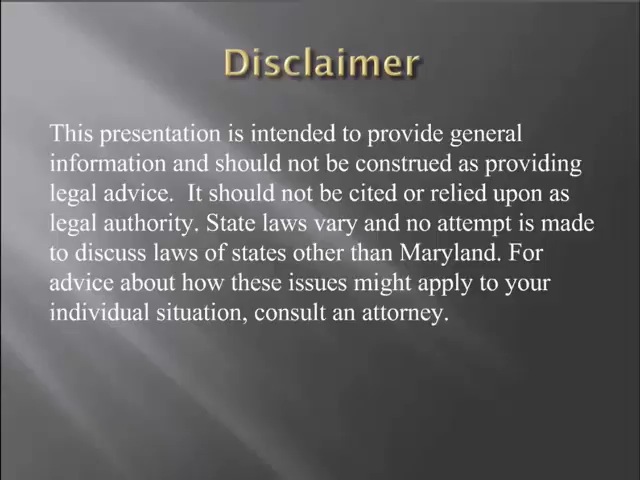 Disclaimer
This presentation is intended to provide general
information and should not be construed as providing
legal advice.  It should not be cited or relied upon as
legal authority. State laws vary and no attempt is made
to discuss laws of states other than Maryland. For
advice about how these issues might apply to your
individual situation, consult an attorney.